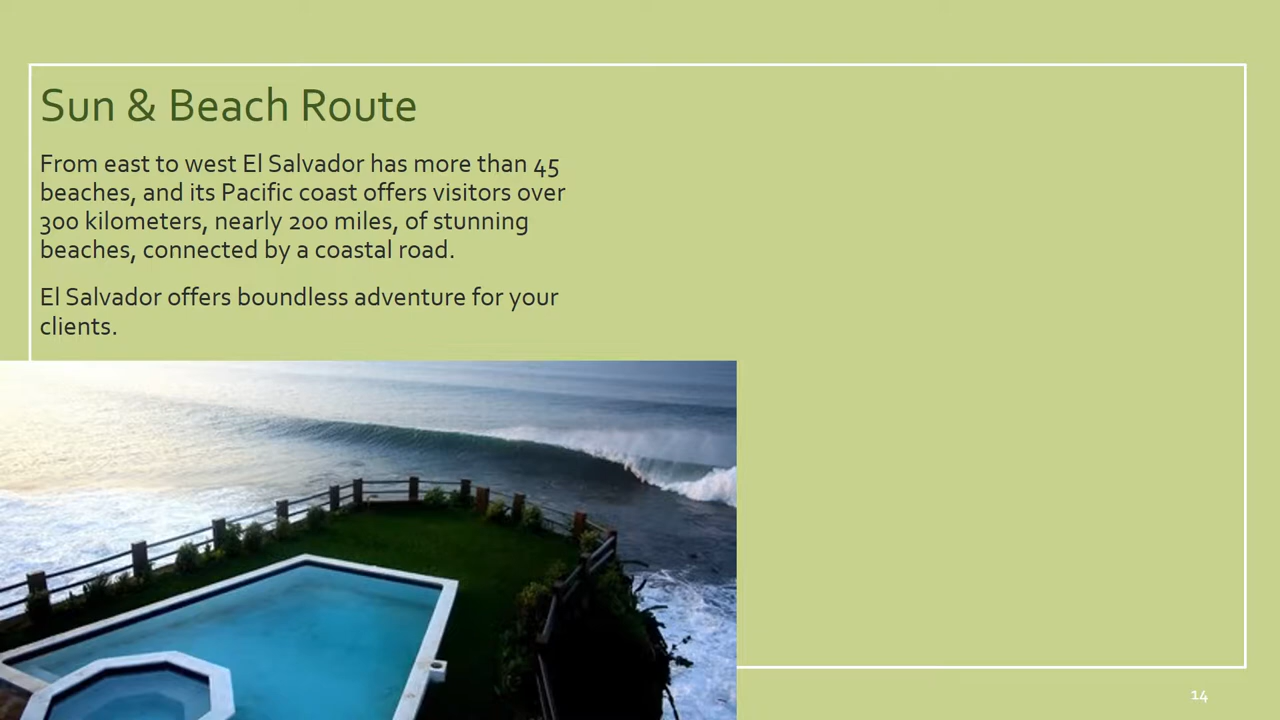 Sun & Beach Route
From east to west El Salvador has more than 45
beaches, and its Pacific coast offers visitors over
300 kilometers, nearly 200 miles, of stunning
beaches, connected by a coastal road.
El Salvador offers boundless adventure for your
clients.
14